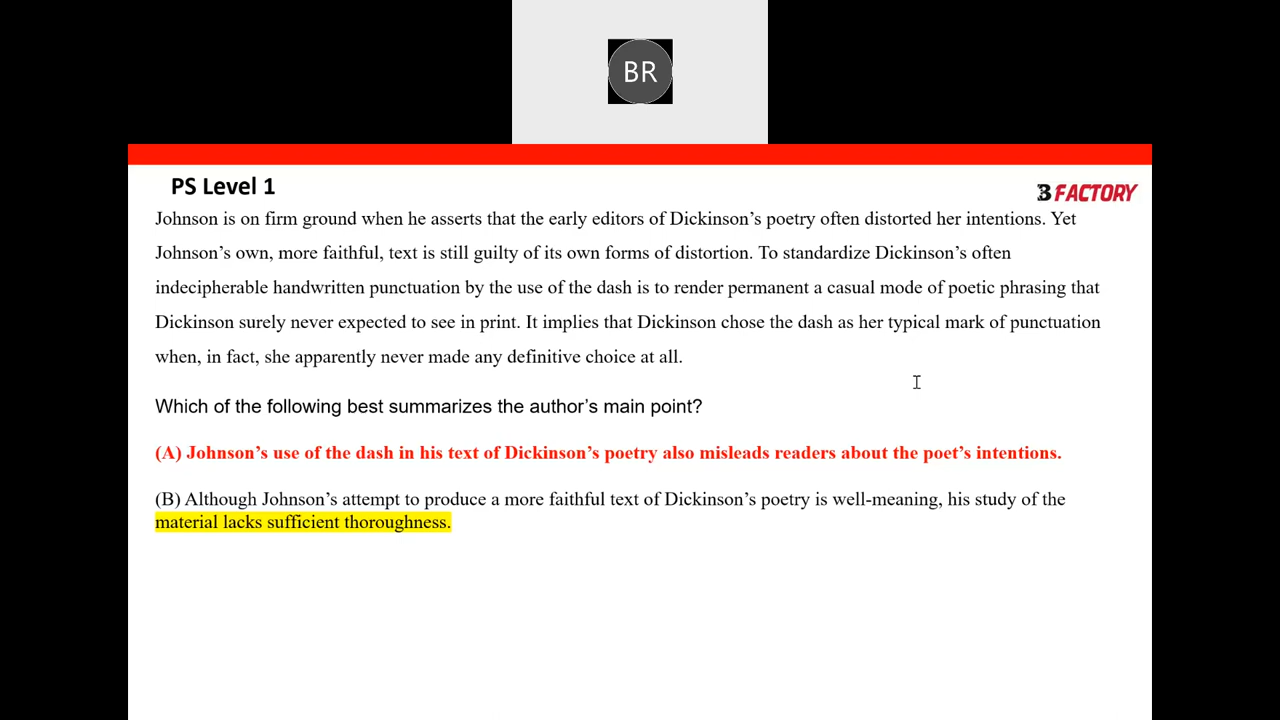 BR
PS Level 1
3 FACTORY
Johnson is on firm ground when he asserts that the early editors of Dickinson’s poetry often distorted her intentions. Yet
Johnson’s own, more faithful, text is still guilty of its own forms of distortion. To standardize Dickinson’s often
indecipherable handwritten punctuation by the use of the dash is to render permanent a casual mode of poetic phrasing that
Dickinson surely never expected to see in print. It implies that Dickinson chose the dash as her typical mark of punctuation
when, in fact, she apparently never made any definitive choice at all.
Which of the following best summarizes the author’s main point?
(A) Johnson’s use of the dash in his text of Dickinson’s poetry also misleads readers about the poet’s intentions.
(B) Although Johnson’s attempt to produce a more faithful text of Dickinson’s poetry is well-meaning, his study of the
material lacks sufficient thoroughness.